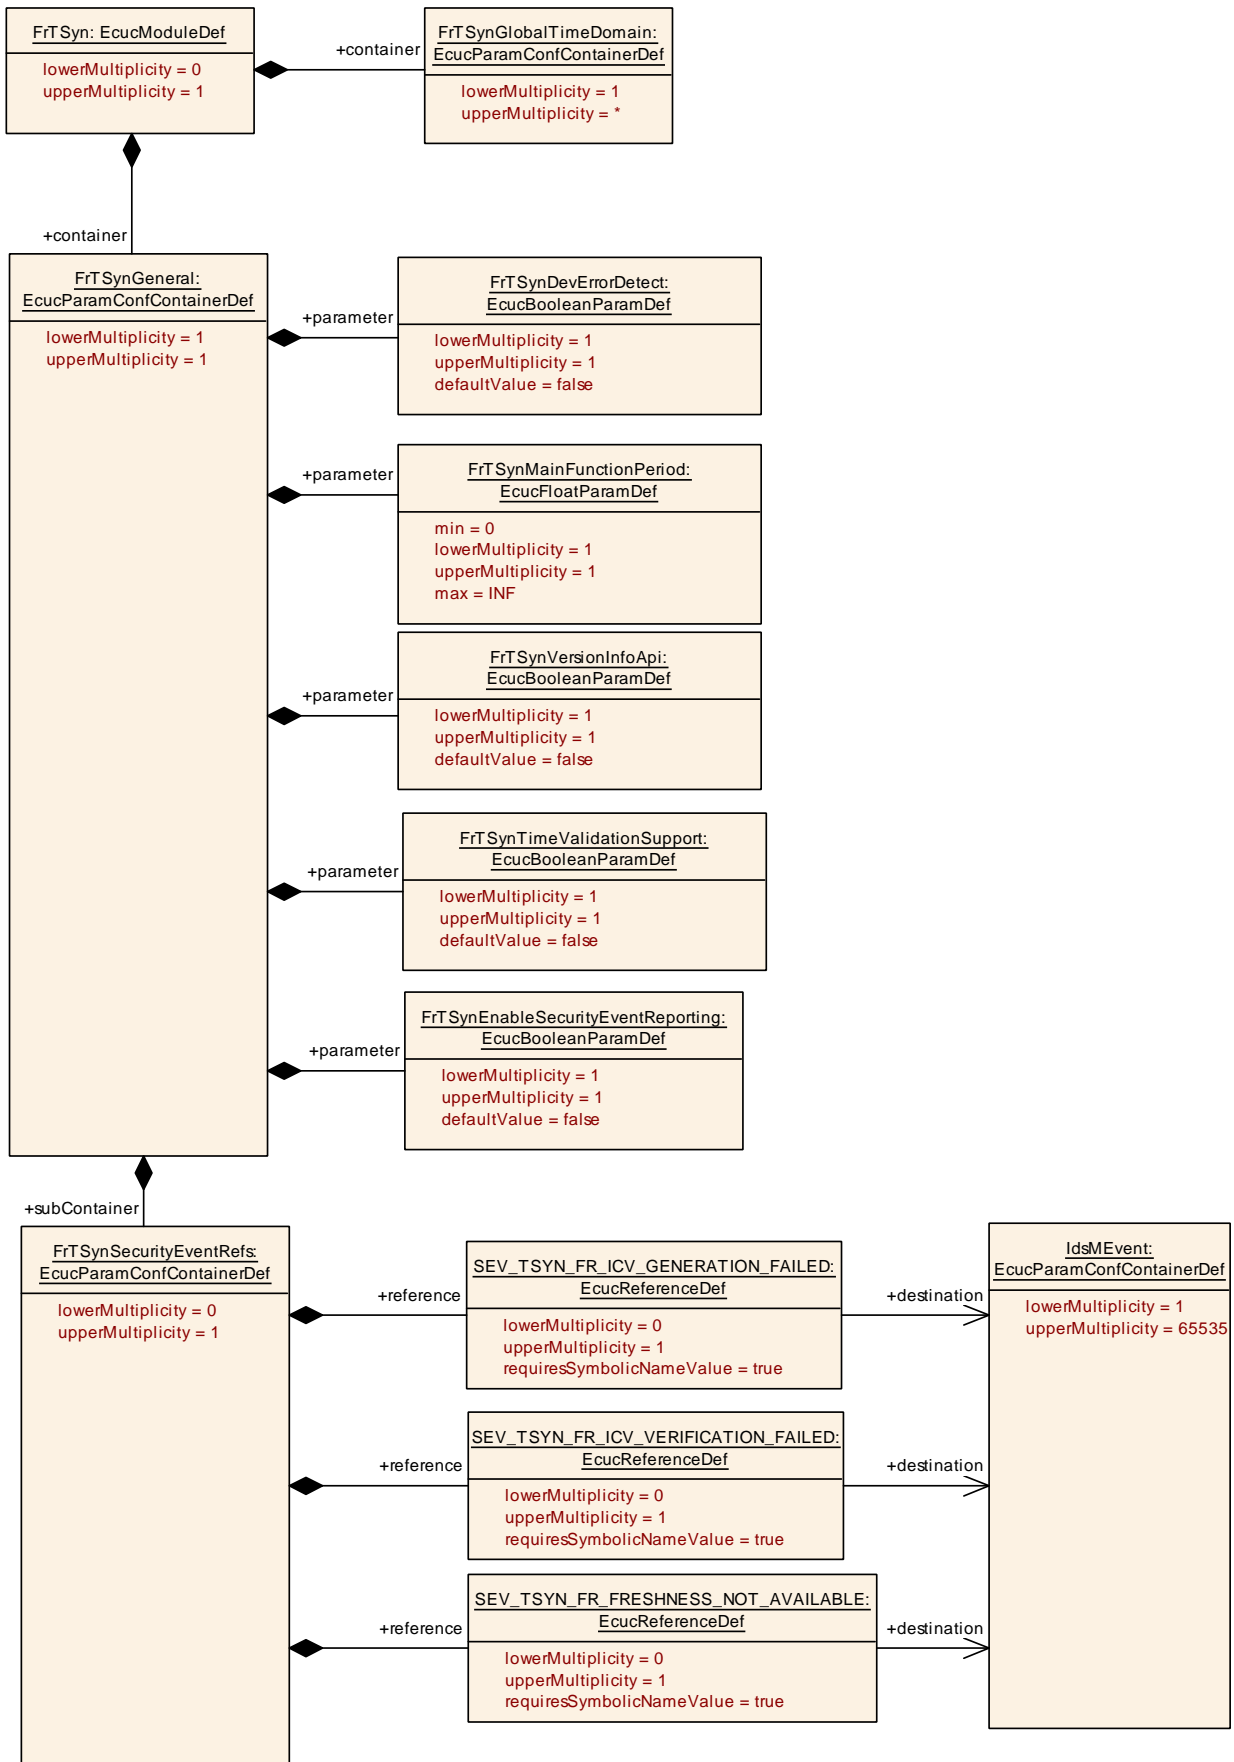 FrTSyn: EcucModuleDef
lowerMultiplicity = 0
upperMultiplicity = 1
+container
FrTSynGlobalTimeDomain:
EcucParamConfContainerDef
lowerMultiplicity = 1
upperMultiplicity = *
+container
FrTSynGeneral:
EcucParamConfContainerDef
lowerMultiplicity = 1
upperMultiplicity = 1
+parameter
FrTSynDevErrorDetect:
EcucBooleanParamDef
lowerMultiplicity = 1
upperMultiplicity = 1
defaultValue = false
+parameter
FrTSynMainFunctionPeriod:
EcucFloatParamDef
min = 0
lowerMultiplicity = 1
upperMultiplicity = 1
max = INF
+parameter
FrTSynVersionInfoApi:
EcucBooleanParamDef
lowerMultiplicity = 1
upperMultiplicity = 1
defaultValue = false
+parameter
FrTSynTimeValidationSupport:
EcucBooleanParamDef
lowerMultiplicity = 1
upperMultiplicity = 1
defaultValue = false
+parameter
FrTSynEnableSecurityEventReporting:
EcucBooleanParamDef
lowerMultiplicity = 1
upperMultiplicity = 1
defaultValue = false
+subContainer
FrTSynSecurityEventRefs:
EcucParamConfContainerDef
lowerMultiplicity = 0
upperMultiplicity = 1
+reference
SEV_TSYN_FR_ICV_GENERATION_FAILED:
EcucReferenceDef
lowerMultiplicity = 0
upperMultiplicity = 1
requiresSymbolicNameValue = true
+destination
IdsMEvent:
EcucParamConfContainerDef
lowerMultiplicity = 1
upperMultiplicity = 65535
+reference
SEV_TSYN_FR_ICV_VERIFICATION_FAILED:
EcucReferenceDef
lowerMultiplicity = 0
upperMultiplicity = 1
requiresSymbolicNameValue = true
+destination
+reference
SEV_TSYN_FR_FRESHNESS_NOT_AVAILABLE:
EcucReferenceDef
lowerMultiplicity = 0
upperMultiplicity = 1
requiresSymbolicNameValue = true
+destination